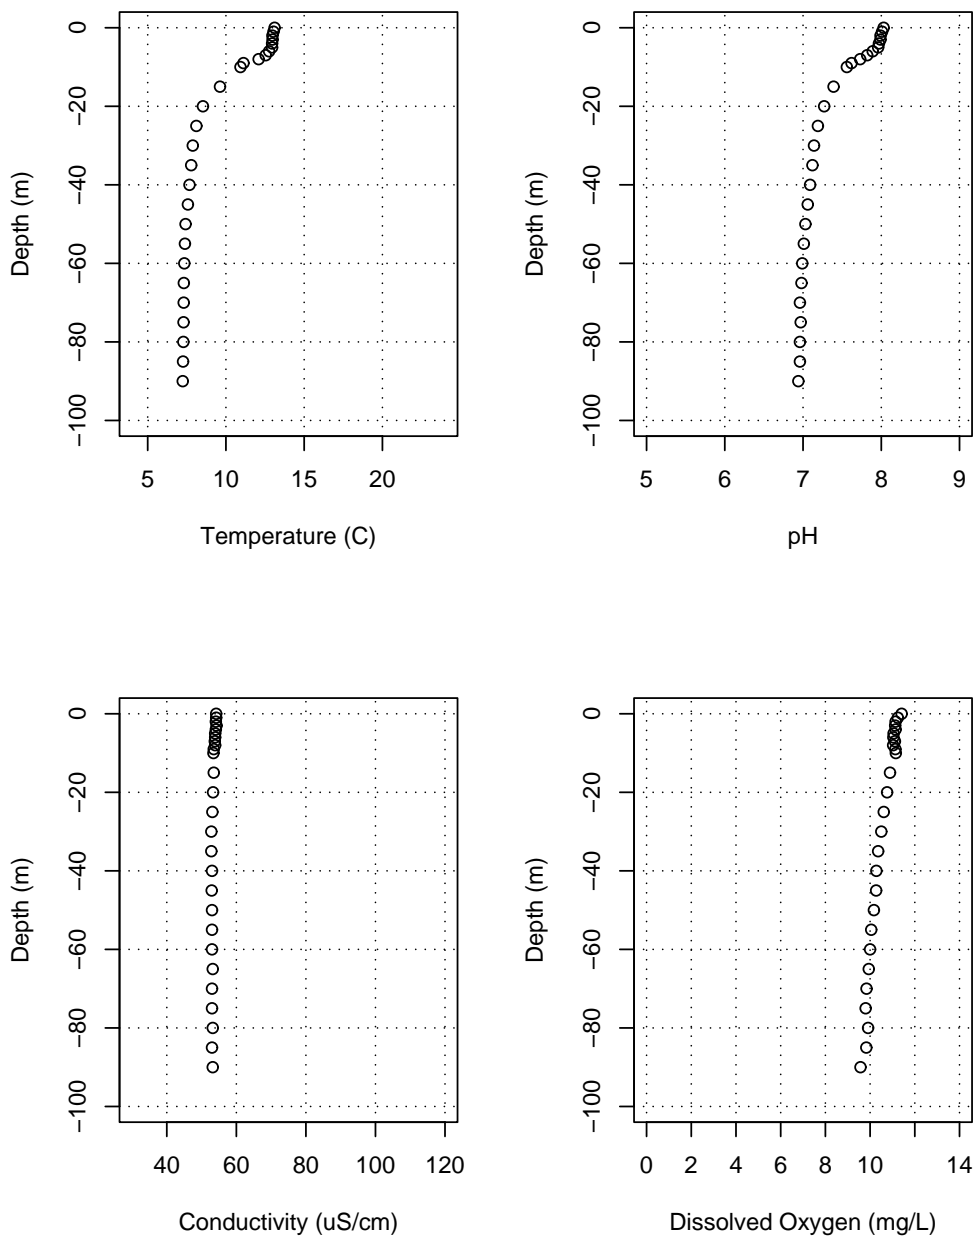 0
−20
−40
−60
−80
−100
Depth (m)
5 10 15 20
Temperature (C)
0
−20
−40
−60
−80
−100
Depth (m)
5 6 7 8 9
pH
0
−20
−40
−60
−80
−100
Depth (m)
40 60 80 100 120
Conductivity (uS/cm)
0
−20
−40
−60
−80
−100
Depth (m)
0 2 4 6 8 10 14
Dissolved Oxygen (mg/L)